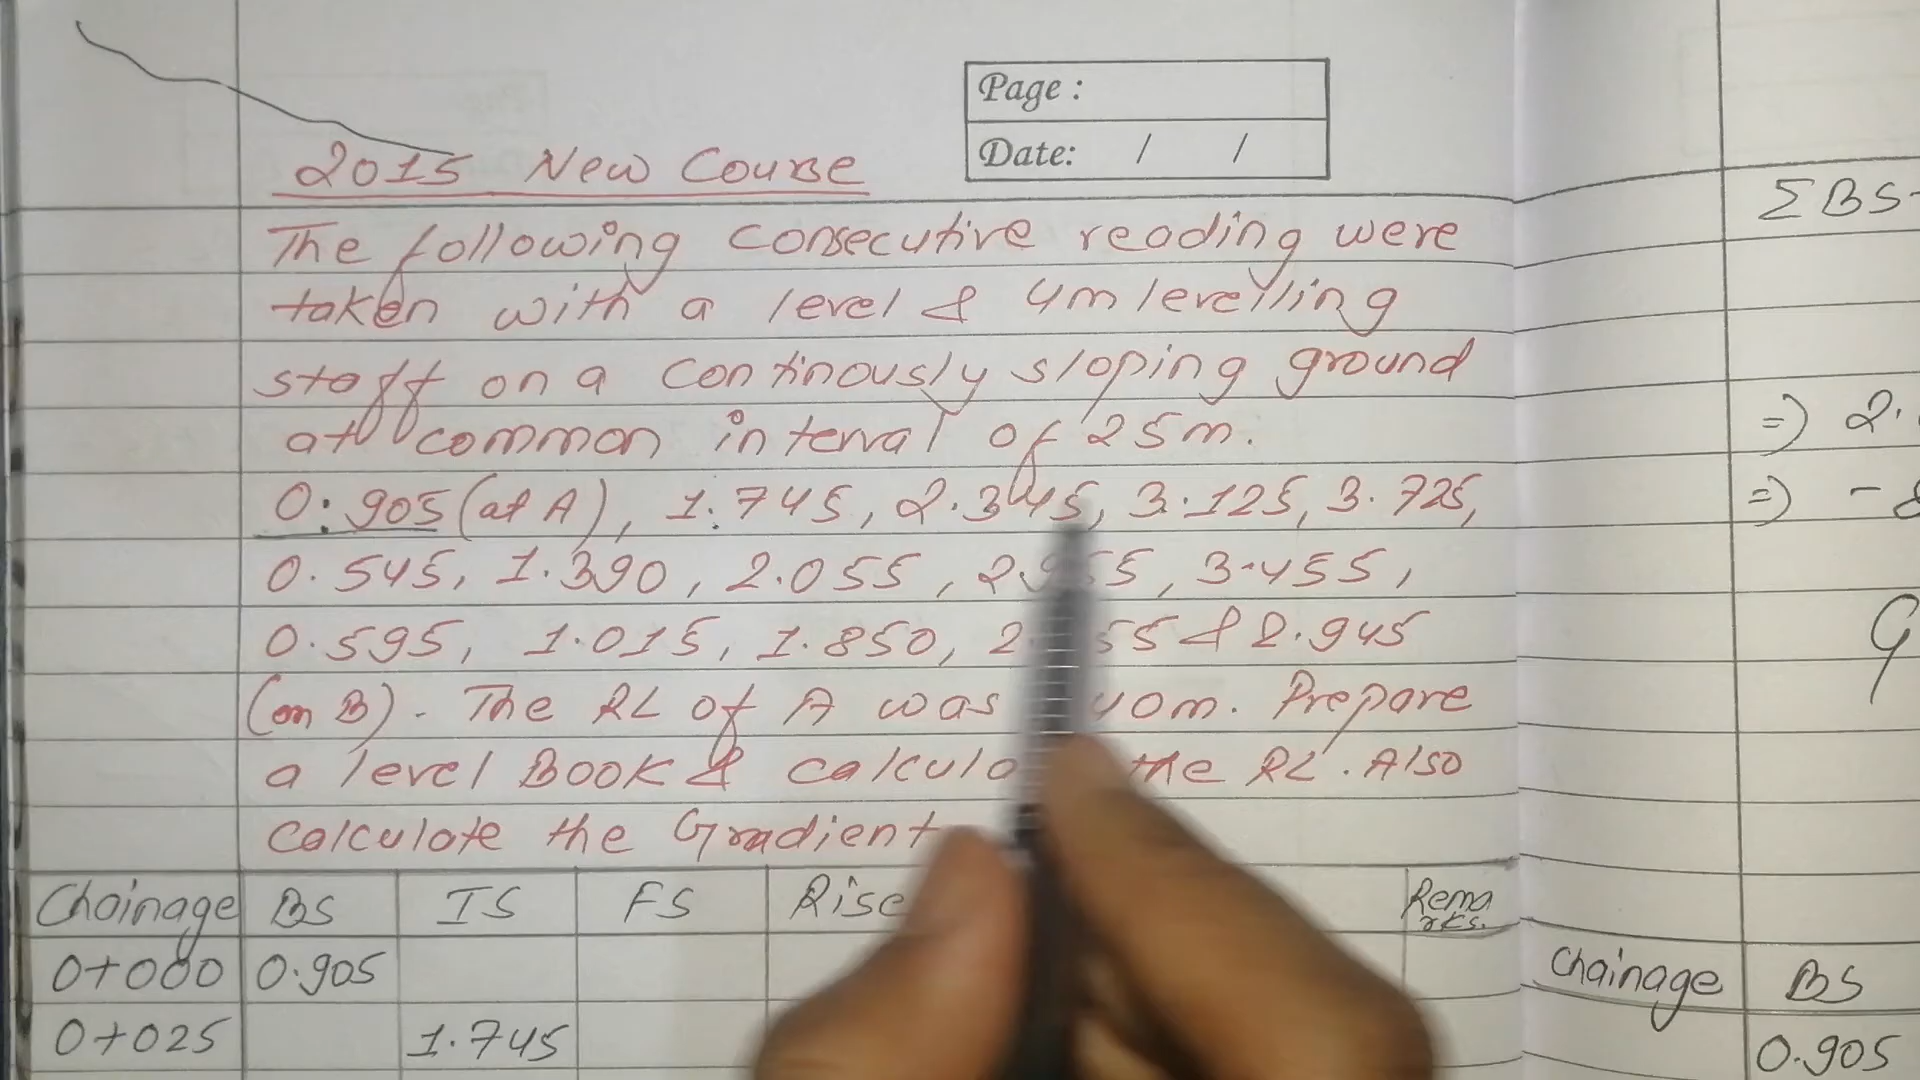 Page :
Date: / /
2015 New Course
The following consecutive reading were
taken with a level & 4m levelling
staff on a continously sloping ground
at common interval of 25m.
0.905 (at A), 1.745, 2.345, 3.125, 3.725,
0.545, 1.390, 2.055, 3.455,
0.595, 1.015, 1.850, & 2.945
(on B). The RL of A was 40m. Prepare
a level Book & the RL. Also
calculate the Gradient
Chainage BS IS FS Rise Remarks.
0+000 0.905
0+025 1.745
ΣBS-
=) 2.
=) -
Chainage BS
0.905